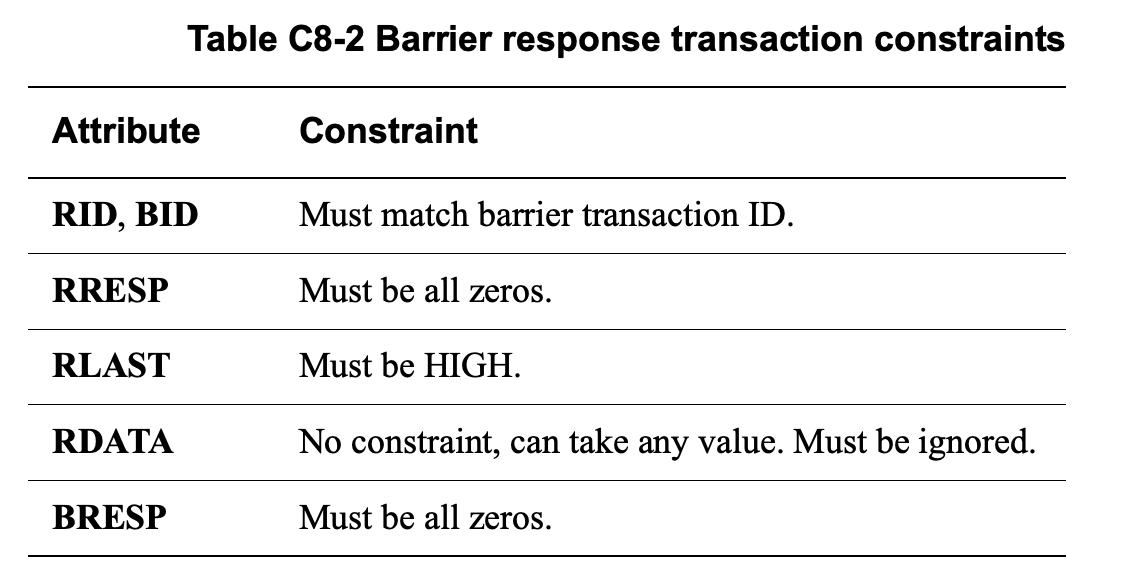 Table C8-2 Barrier response transaction constraints
Attribute Constraint
RID, BID Must match barrier transaction ID.
RRESP Must be all zeros.
RLAST Must be HIGH.
RDATA No constraint, can take any value. Must be ignored.
BRESP Must be all zeros.